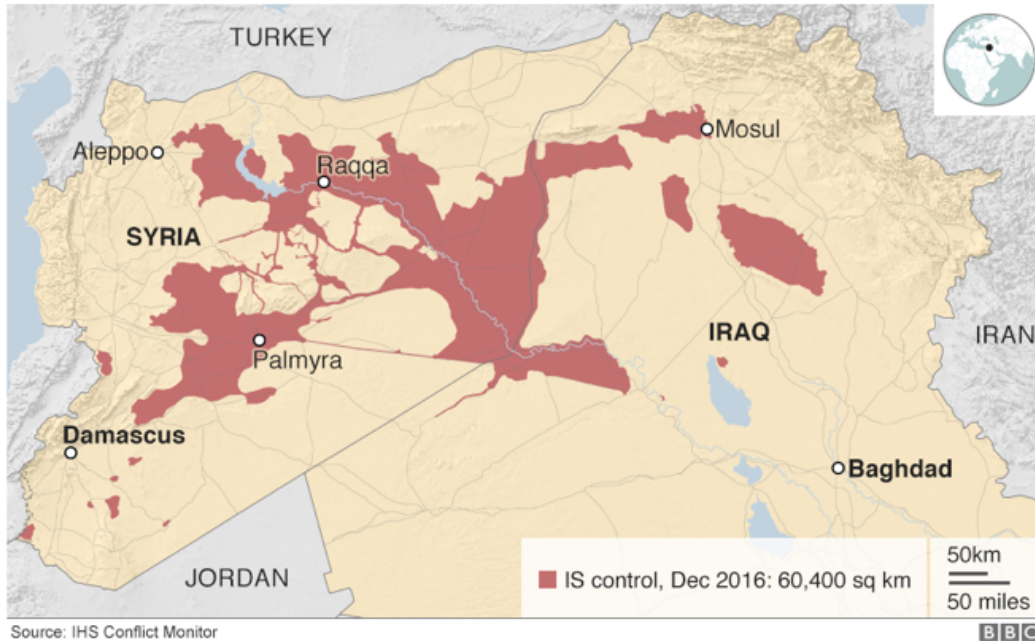 TURKEY
Aleppo
Mosul
Raqqa
SYRIA
IRAQ
IRAN
Palmyra
Damascus
Baghdad
JORDAN
IS control, Dec 2016: 60,400 sq km
50km
50 miles
Source: IHS Conflict Monitor
BBC